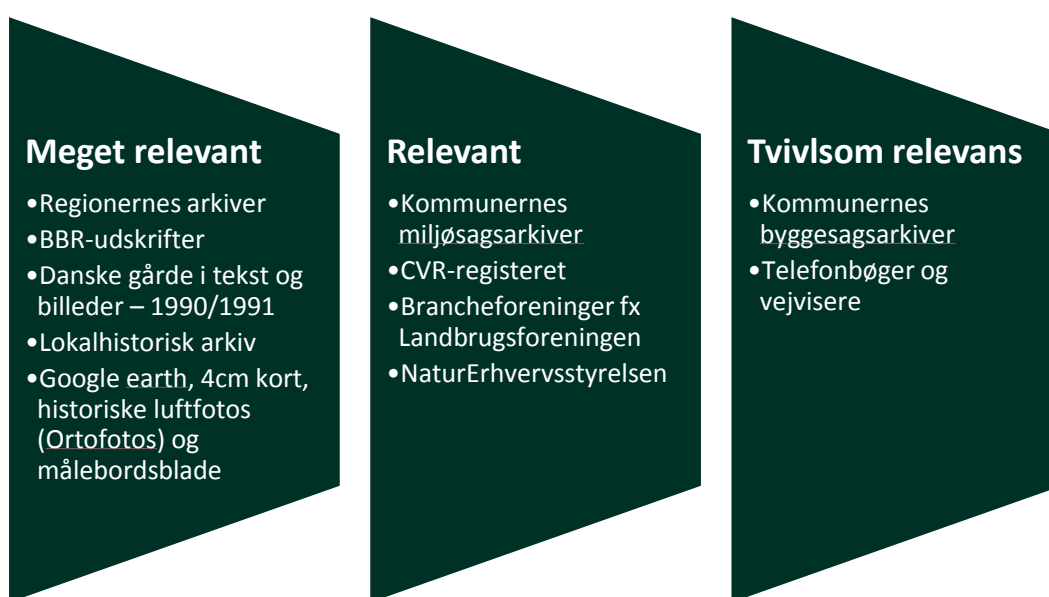 Meget relevant
•Regionernes arkiver
•BBR-udskrifter
•Danske gårde i tekst og
billeder – 1990/1991
•Lokalhistorisk arkiv
•Google earth, 4cm kort,
historiske luftfotos
(Ortofotos) og
målebordsblade
Relevant
•Kommunernes
miljøsagsarkiver
•CVR-registeret
•Brancheforeninger fx
Landbrugsforeningen
•NaturErhvervsstyrelsen
Tvivlsom relevans
•Kommunernes
byggesagsarkiver
•Telefonbøger og
vejvisere